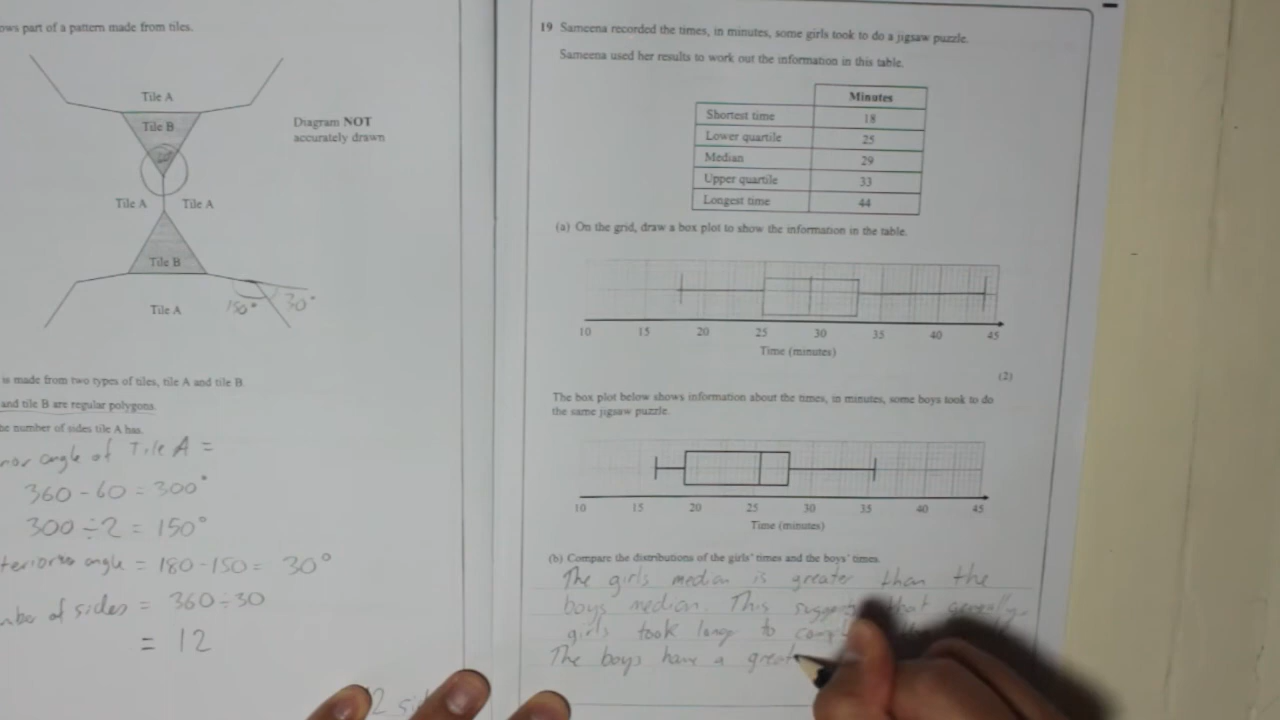 ows part of a pattern made from tiles.
Tile A
Tile B
Diagram NOT
accurately drawn
Tile A Tile A
Tile B
150° 30°
Tile A
is made from two types of tiles, tile A and tile B.
and tile B are regular polygons.
he number of sides tile A has.
angle of Tile A =
360 - 60 = 300°
300 ÷ 2 = 150°
angle = 180 - 150 = 30°
of sides = 360 ÷ 30
= 12
19 Sameena recorded the times, in minutes, some girls took to do a jigsaw puzzle.
Sameena used her results to work out the information in this table.
Minutes
Shortest time 18
Lower quartile 25
Median 29
Upper quartile 33
Longest time 44
(a) On the grid, draw a box plot to show the information in the table.
10 15 20 25 30 35 40 45
Time (minutes)
(2)
The box plot below shows information about the times, in minutes, some boys took to do
the same jigsaw puzzle.
10 15 20 25 30 35 40 45
Time (minutes)
(b) Compare the distributions of the girls' times and the boys' times.
The girls median is greater than the
boys median. This that
girls took to
The boys have a great